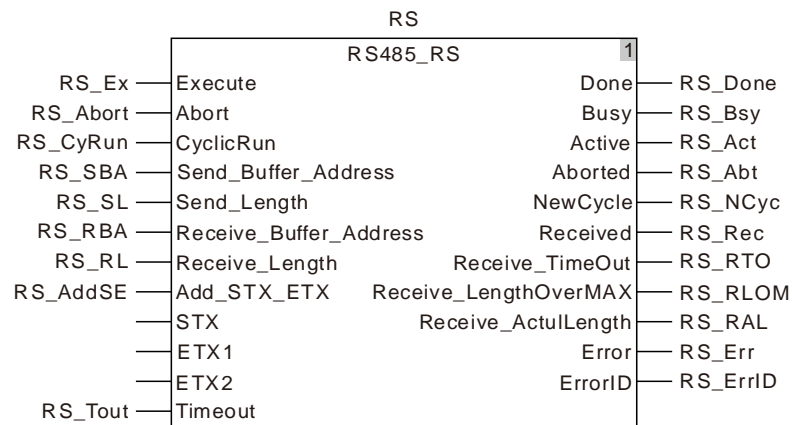 RS
RS485_RS 1
RS_Ex Execute Done RS_Done
RS_Abort Abort Busy RS_Bsy
RS_CyRun CyclicRun Active RS_Act
RS_SBA Send_Buffer_Address Aborted RS_Abt
RS_SL Send_Length NewCycle RS_NCyc
RS_RBA Receive_Buffer_Address Received RS_Rec
RS_RL Receive_Length Receive_TimeOut RS_RTO
RS_AddSE Add_STX_ETX Receive_LengthOverMAX RS_RLOM
STX Receive_ActulLength RS_RAL
ETX1 Error RS_Err
ETX2 ErrorID RS_ErrID
RS_Tout Timeout